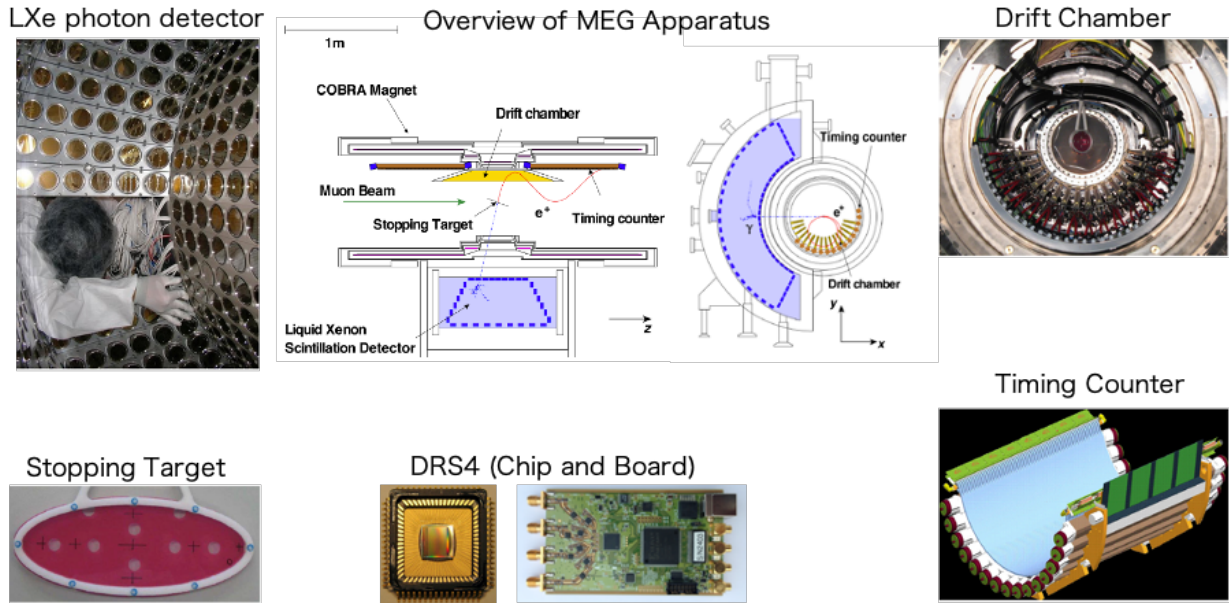 LXe photon detector
Overview of MEG Apparatus
Drift Chamber
1m
COBRA Magnet
Drift chamber
Muon Beam
Stopping Target
e+
Timing counter
Liquid Xenon
Scintillation Detector
z
Timing counter
e+
γ
Drift chamber
y
x
Timing Counter
Stopping Target
DRS4 (Chip and Board)